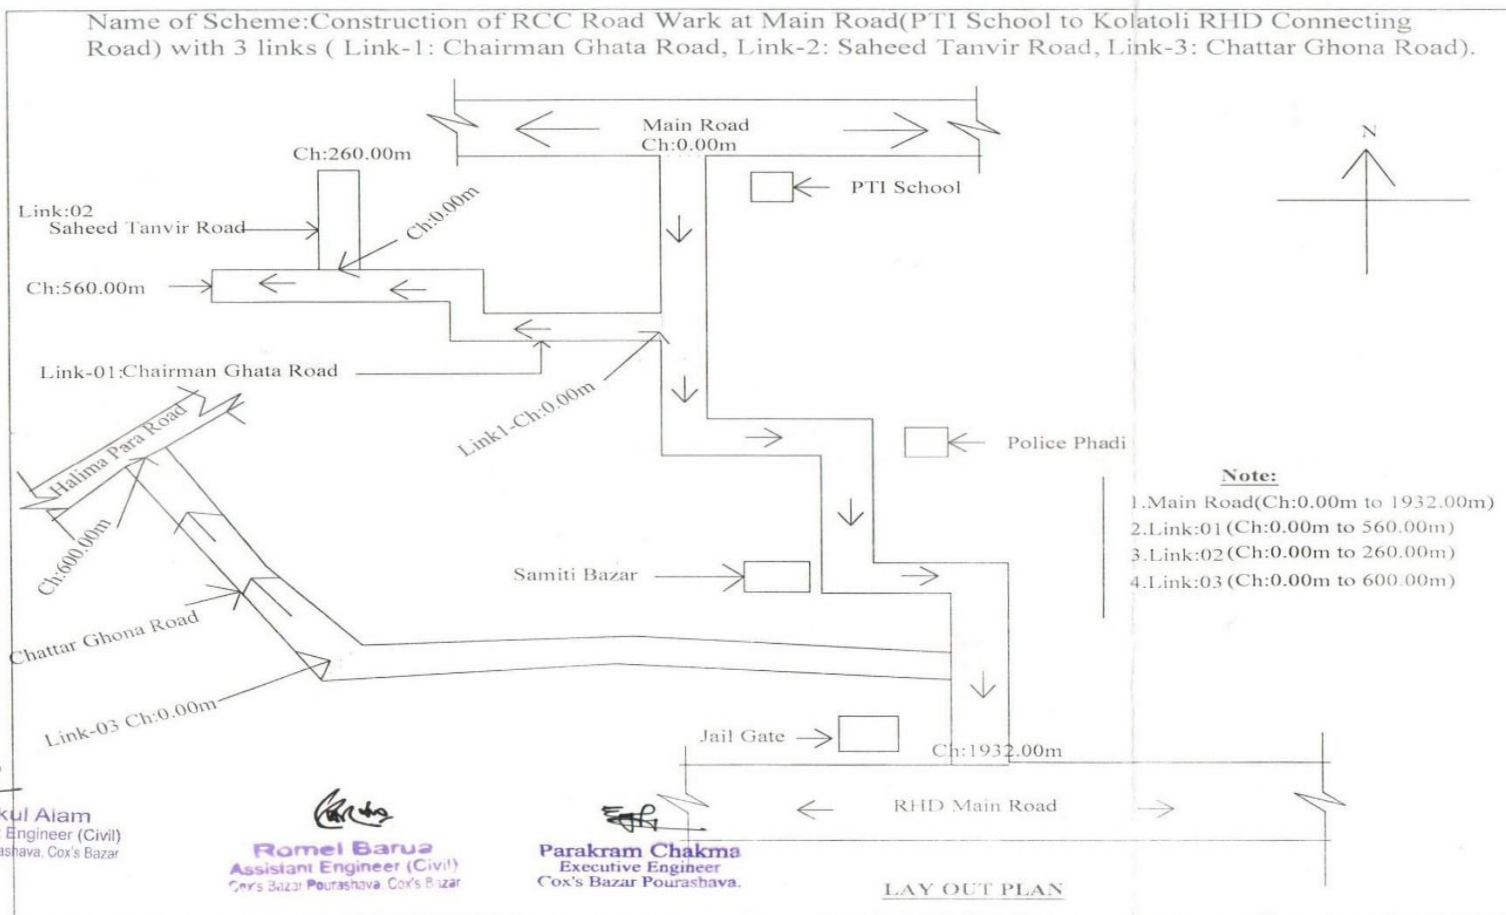 Name of Scheme:Construction of RCC Road Wark at Main Road(PTI School to Kolatoli RHD Connecting
Road) with 3 links ( Link-1: Chairman Ghata Road, Link-2: Saheed Tanvir Road, Link-3: Chattar Ghona Road).
Main Road
Ch:0.00m
N
Ch:260.00m
PTI School
Link:02
Saheed Tanvir Road
Ch:0.00m
Ch:560.00m
Link-01:Chairman Ghata Road
Link1-Ch:0.00m
Halima Para Road
Police Phadi
Note:
1.Main Road(Ch:0.00m to 1932.00m)
2.Link:01 (Ch:0.00m to 560.00m)
3.Link:02 (Ch:0.00m to 260.00m)
4.Link:03 (Ch:0.00m to 600.00m)
Ch:600.00m
Samiti Bazar
Chattar Ghona Road
Link-03 Ch:0.00m
Jail Gate
Ch:1932.00m
RHD Main Road
kul Alam
Engineer (Civil)
ashava, Cox's Bazar
Romel Barua
Assistant Engineer (Civil)
Cox's Bazar Pourashava. Cox's Bazar
Parakram Chakma
Executive Engineer
Cox's Bazar Pourashava.
LAY OUT PLAN